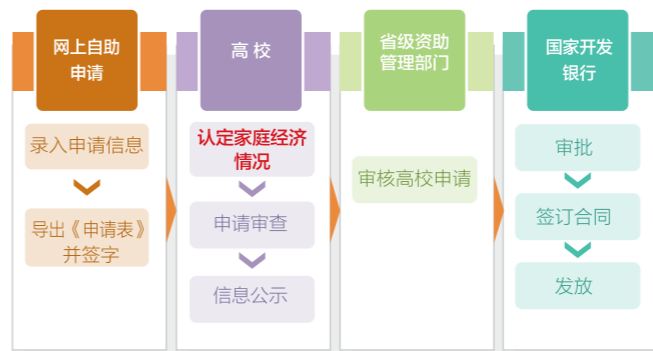 网上自助
申请
录入申请信息
导出《申请表》
并签字
高校
认定家庭经济
情况
申请审查
信息公示
省级资助
管理部门
审核高校申请
国家开发
银行
审批
签订合同
发放